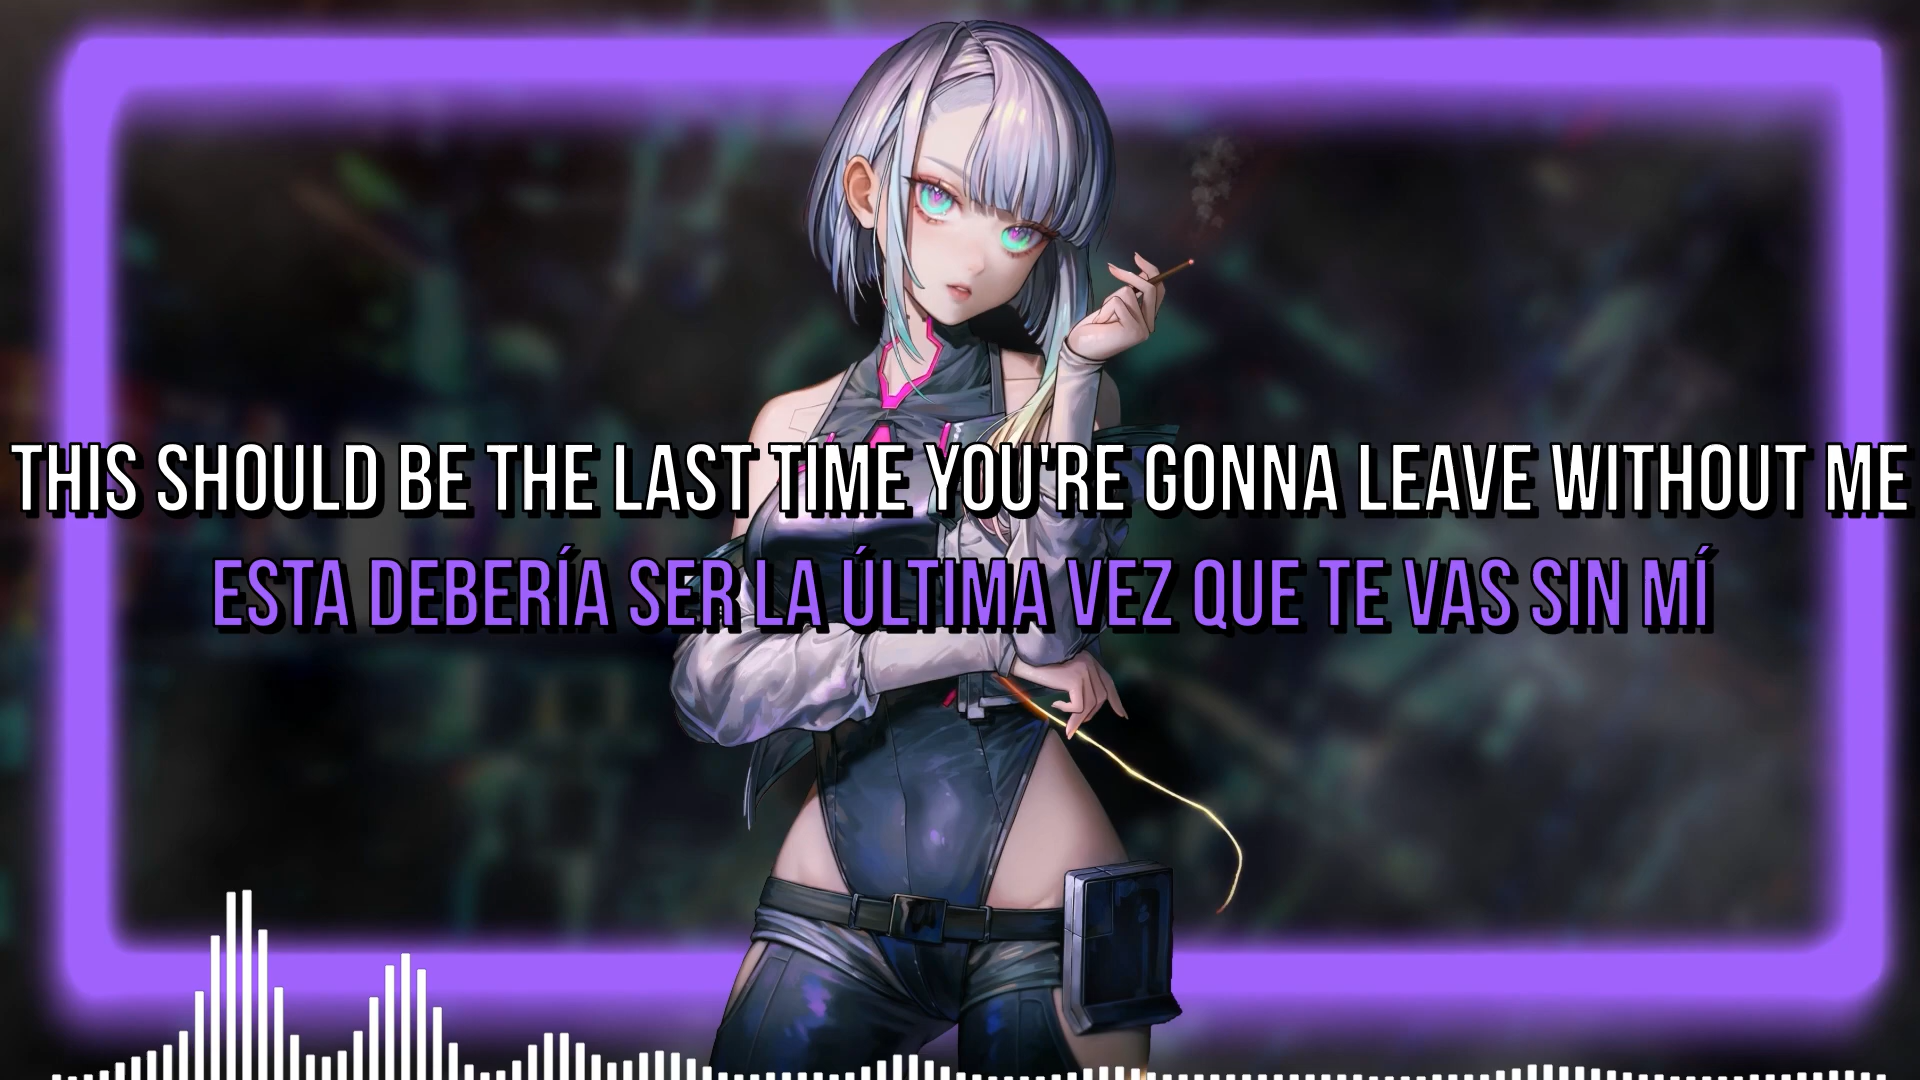 THIS SHOULD BE THE LAST TIME YOU'RE GONNA LEAVE WITHOUT ME
ESTA DEBERÍA SER LA ÚLTIMA VEZ QUE TE VAS SIN MÍ